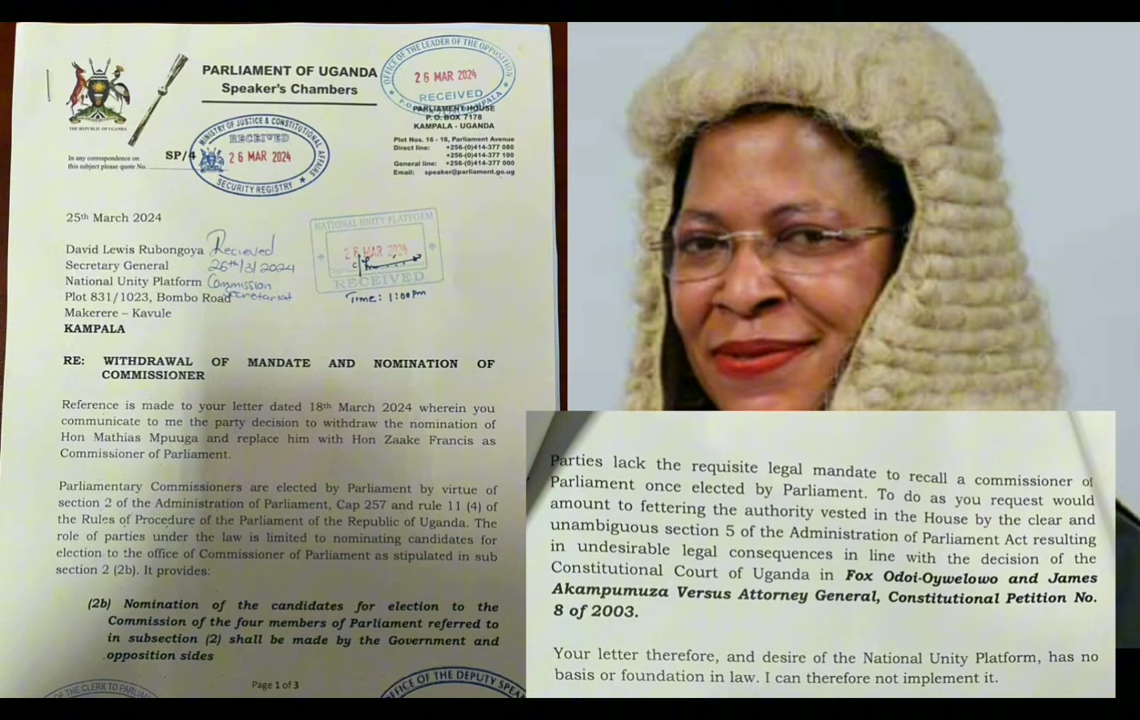 PARLIAMENT OF UGANDA
Speaker's Chambers
THE REPUBLIC OF UGANDA
In any correspondence on
this subject please quote No.
SP/4
OFFICE OF THE LEADER OF THE OPPOSITION
26 MAR 2024
RECEIVED
PARLIAMENT HOUSE
P. O. BOX 7178
KAMPALA - UGANDA
Plot Nos. 16 - 18, Parliament Avenue
Direct line: +256-(0)414-377 080
+256-(0)414-377 100
General line: +256-(0)414-377 000
Email: speaker@parliament.go.ug
MINISTRY OF JUSTICE & CONSTITUTIONAL AFFAIRS
RECEIVED
26 MAR 2024
SECURITY REGISTRY
25th March 2024
David Lewis Rubongoya
Secretary General
National Unity Platform
Plot 831/1023, Bombo Road
Makerere – Kavule
KAMPALA
Recieved
26th/3/2024
Commission
Secretariat
NATIONAL UNITY PLATFORM
26 MAR 2024
RECEIVED
Time: 1:00pm
RE: WITHDRAWAL OF MANDATE AND NOMINATION OF
COMMISSIONER
Reference is made to your letter dated 18th March 2024 wherein you
communicate to me the party decision to withdraw the nomination of
Hon Mathias Mpuuga and replace him with Hon Zaake Francis as
Commissioner of Parliament.
Parliamentary Commissioners are elected by Parliament by virtue of
section 2 of the Administration of Parliament, Cap 257 and rule 11 (4) of
the Rules of Procedure of the Parliament of the Republic of Uganda. The
role of parties under the law is limited to nominating candidates for
election to the office of Commissioner of Parliament as stipulated in sub
section 2 (2b). It provides:
(2b) Nomination of the candidates for election to the
Commission of the four members of Parliament referred to
in subsection (2) shall be made by the Government and
opposition sides
Page 1 of 3
OFFICE OF THE DEPUTY SPEA
THE CLERK TO PARLIAM
Parties lack the requisite legal mandate to recall a commissioner of
Parliament once elected by Parliament. To do as you request would
amount to fettering the authority vested in the House by the clear and
unambiguous section 5 of the Administration of Parliament Act resulting
in undesirable legal consequences in line with the decision of the
Constitutional Court of Uganda in Fox Odoi-Oywelowo and James
Akampumuza Versus Attorney General, Constitutional Petition No.
8 of 2003.
Your letter therefore, and desire of the National Unity Platform, has no
basis or foundation in law. I can therefore not implement it.